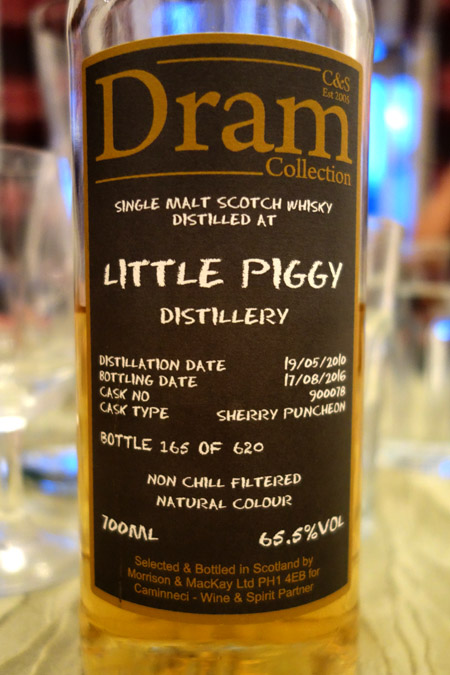 C&S
Est 2005
Dram
Collection
SINGLE MALT SCOTCH WHISKY
DISTILLED AT
LITTLE PIGGY
DISTILLERY
DISTILLATION DATE 19/05/2010
BOTTLING DATE 17/08/2016
CASK NO 900078
CASK TYPE SHERRY PUNCHEON
BOTTLE 165 OF 620
NON CHILL FILTERED
NATURAL COLOUR
700ML 65.5%VOL
Selected & Bottled in Scotland by
Morrison & MacKay Ltd PH1 4EB for
Caminneci - Wine & Spirit Partner